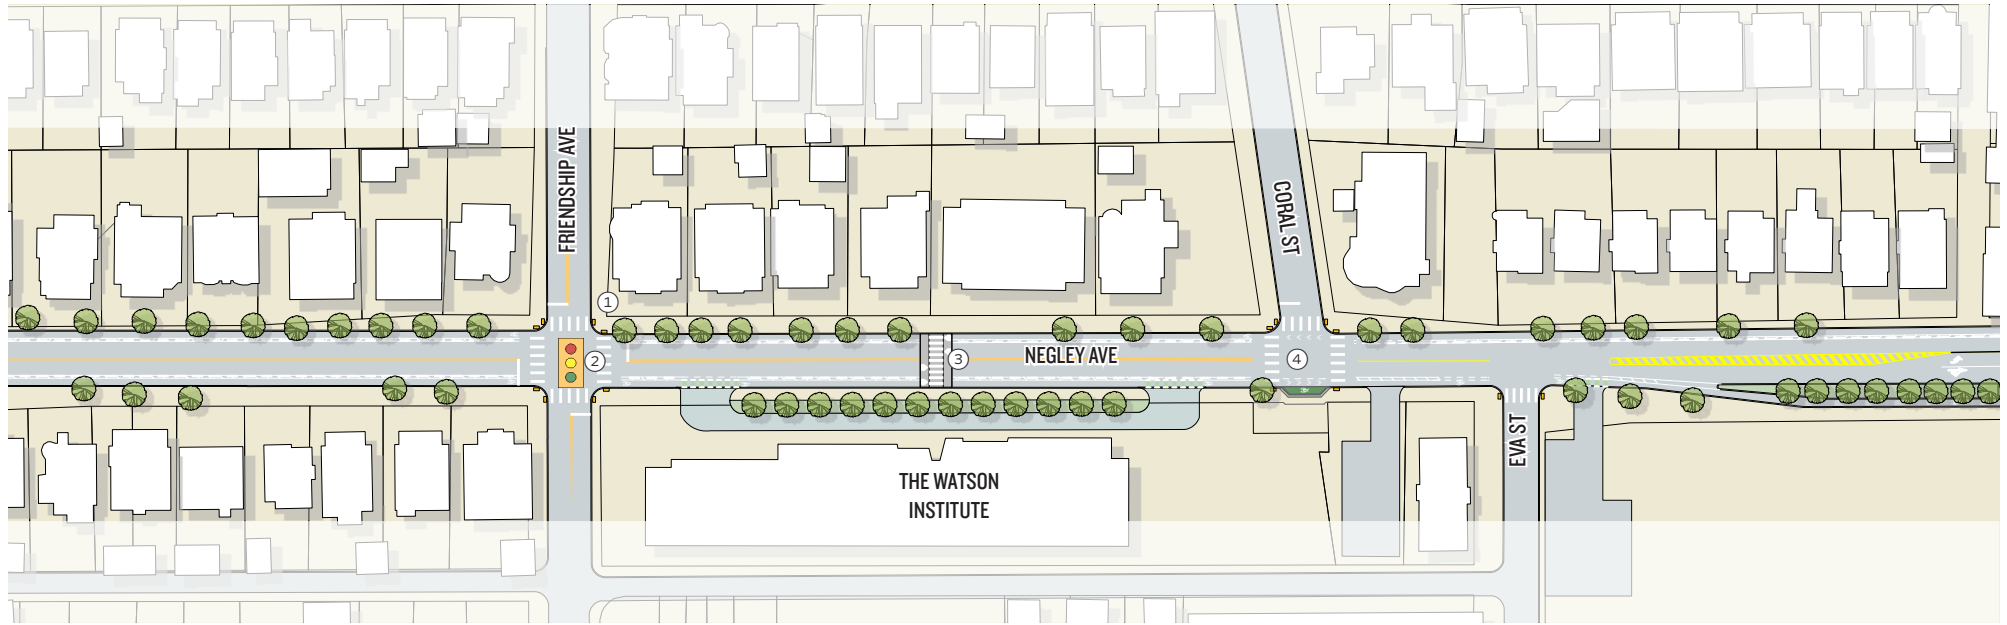 FRIENDSHIP AVE
CORAL ST
1
2
3
NEGLEY AVE
4
EVA ST
THE WATSON
INSTITUTE